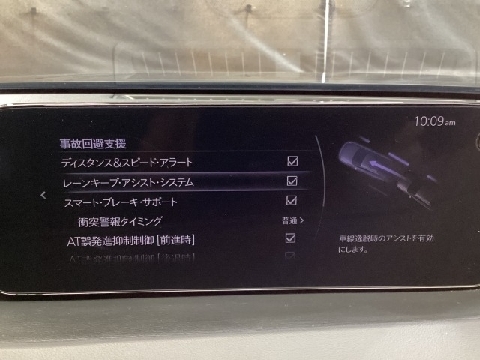 10:09am
事故回避支援
ディスタンス&スピード・アラート
レーンキープ・アシスト・システム
スマート・ブレーキ・サポート
衝突警報タイミング 普通
AT誤発進抑制制御[前進時]
車線逸脱時のアシストを有効
にします。